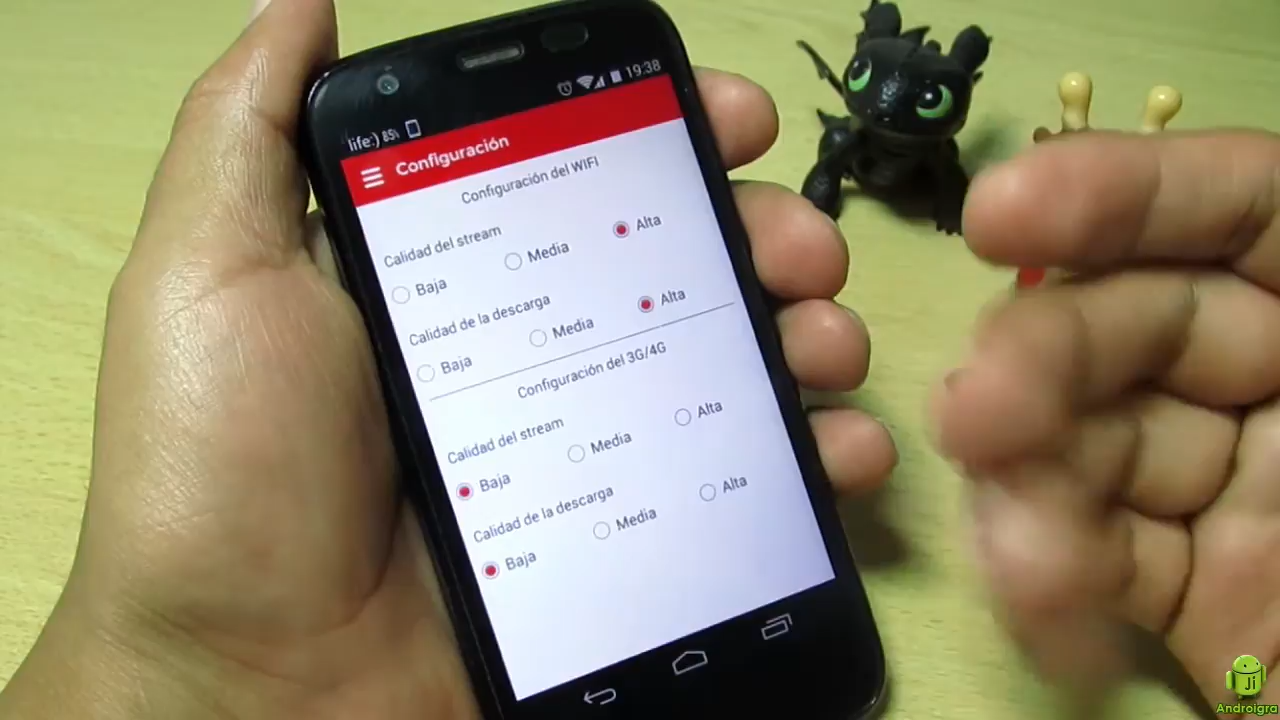 life:) 85% 19:38
Configuración
Configuración del WIFI
Calidad del stream
Baja Media Alta
Calidad de la descarga
Baja Media Alta
Configuración del 3G/4G
Calidad del stream
Baja Media Alta
Calidad de la descarga
Baja Media Alta
Ji
Androigra